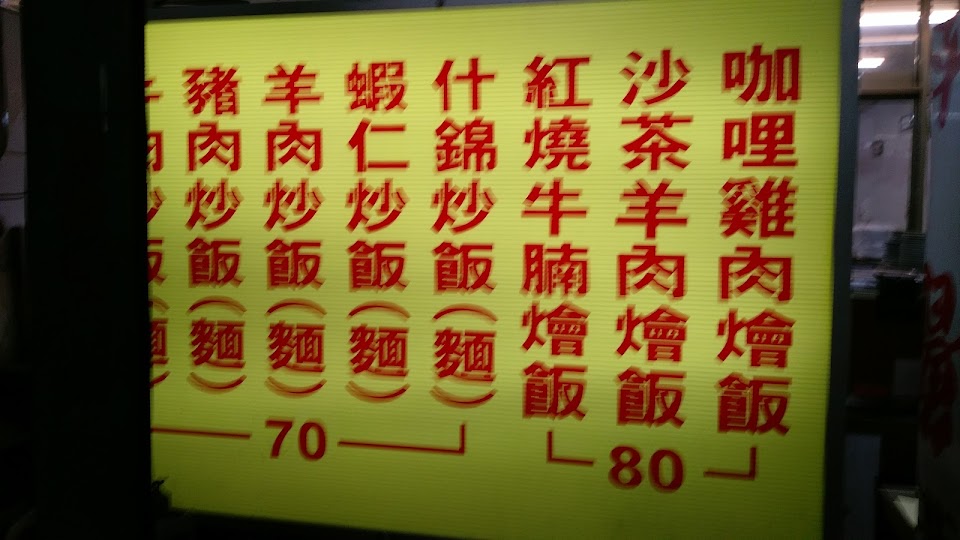 咖哩雞肉燴飯
沙茶羊肉燴飯
紅燒牛腩燴飯
什錦炒飯(麵)
蝦仁炒飯(麵)
羊肉炒飯(麵)
豬肉炒飯(麵)
80
70